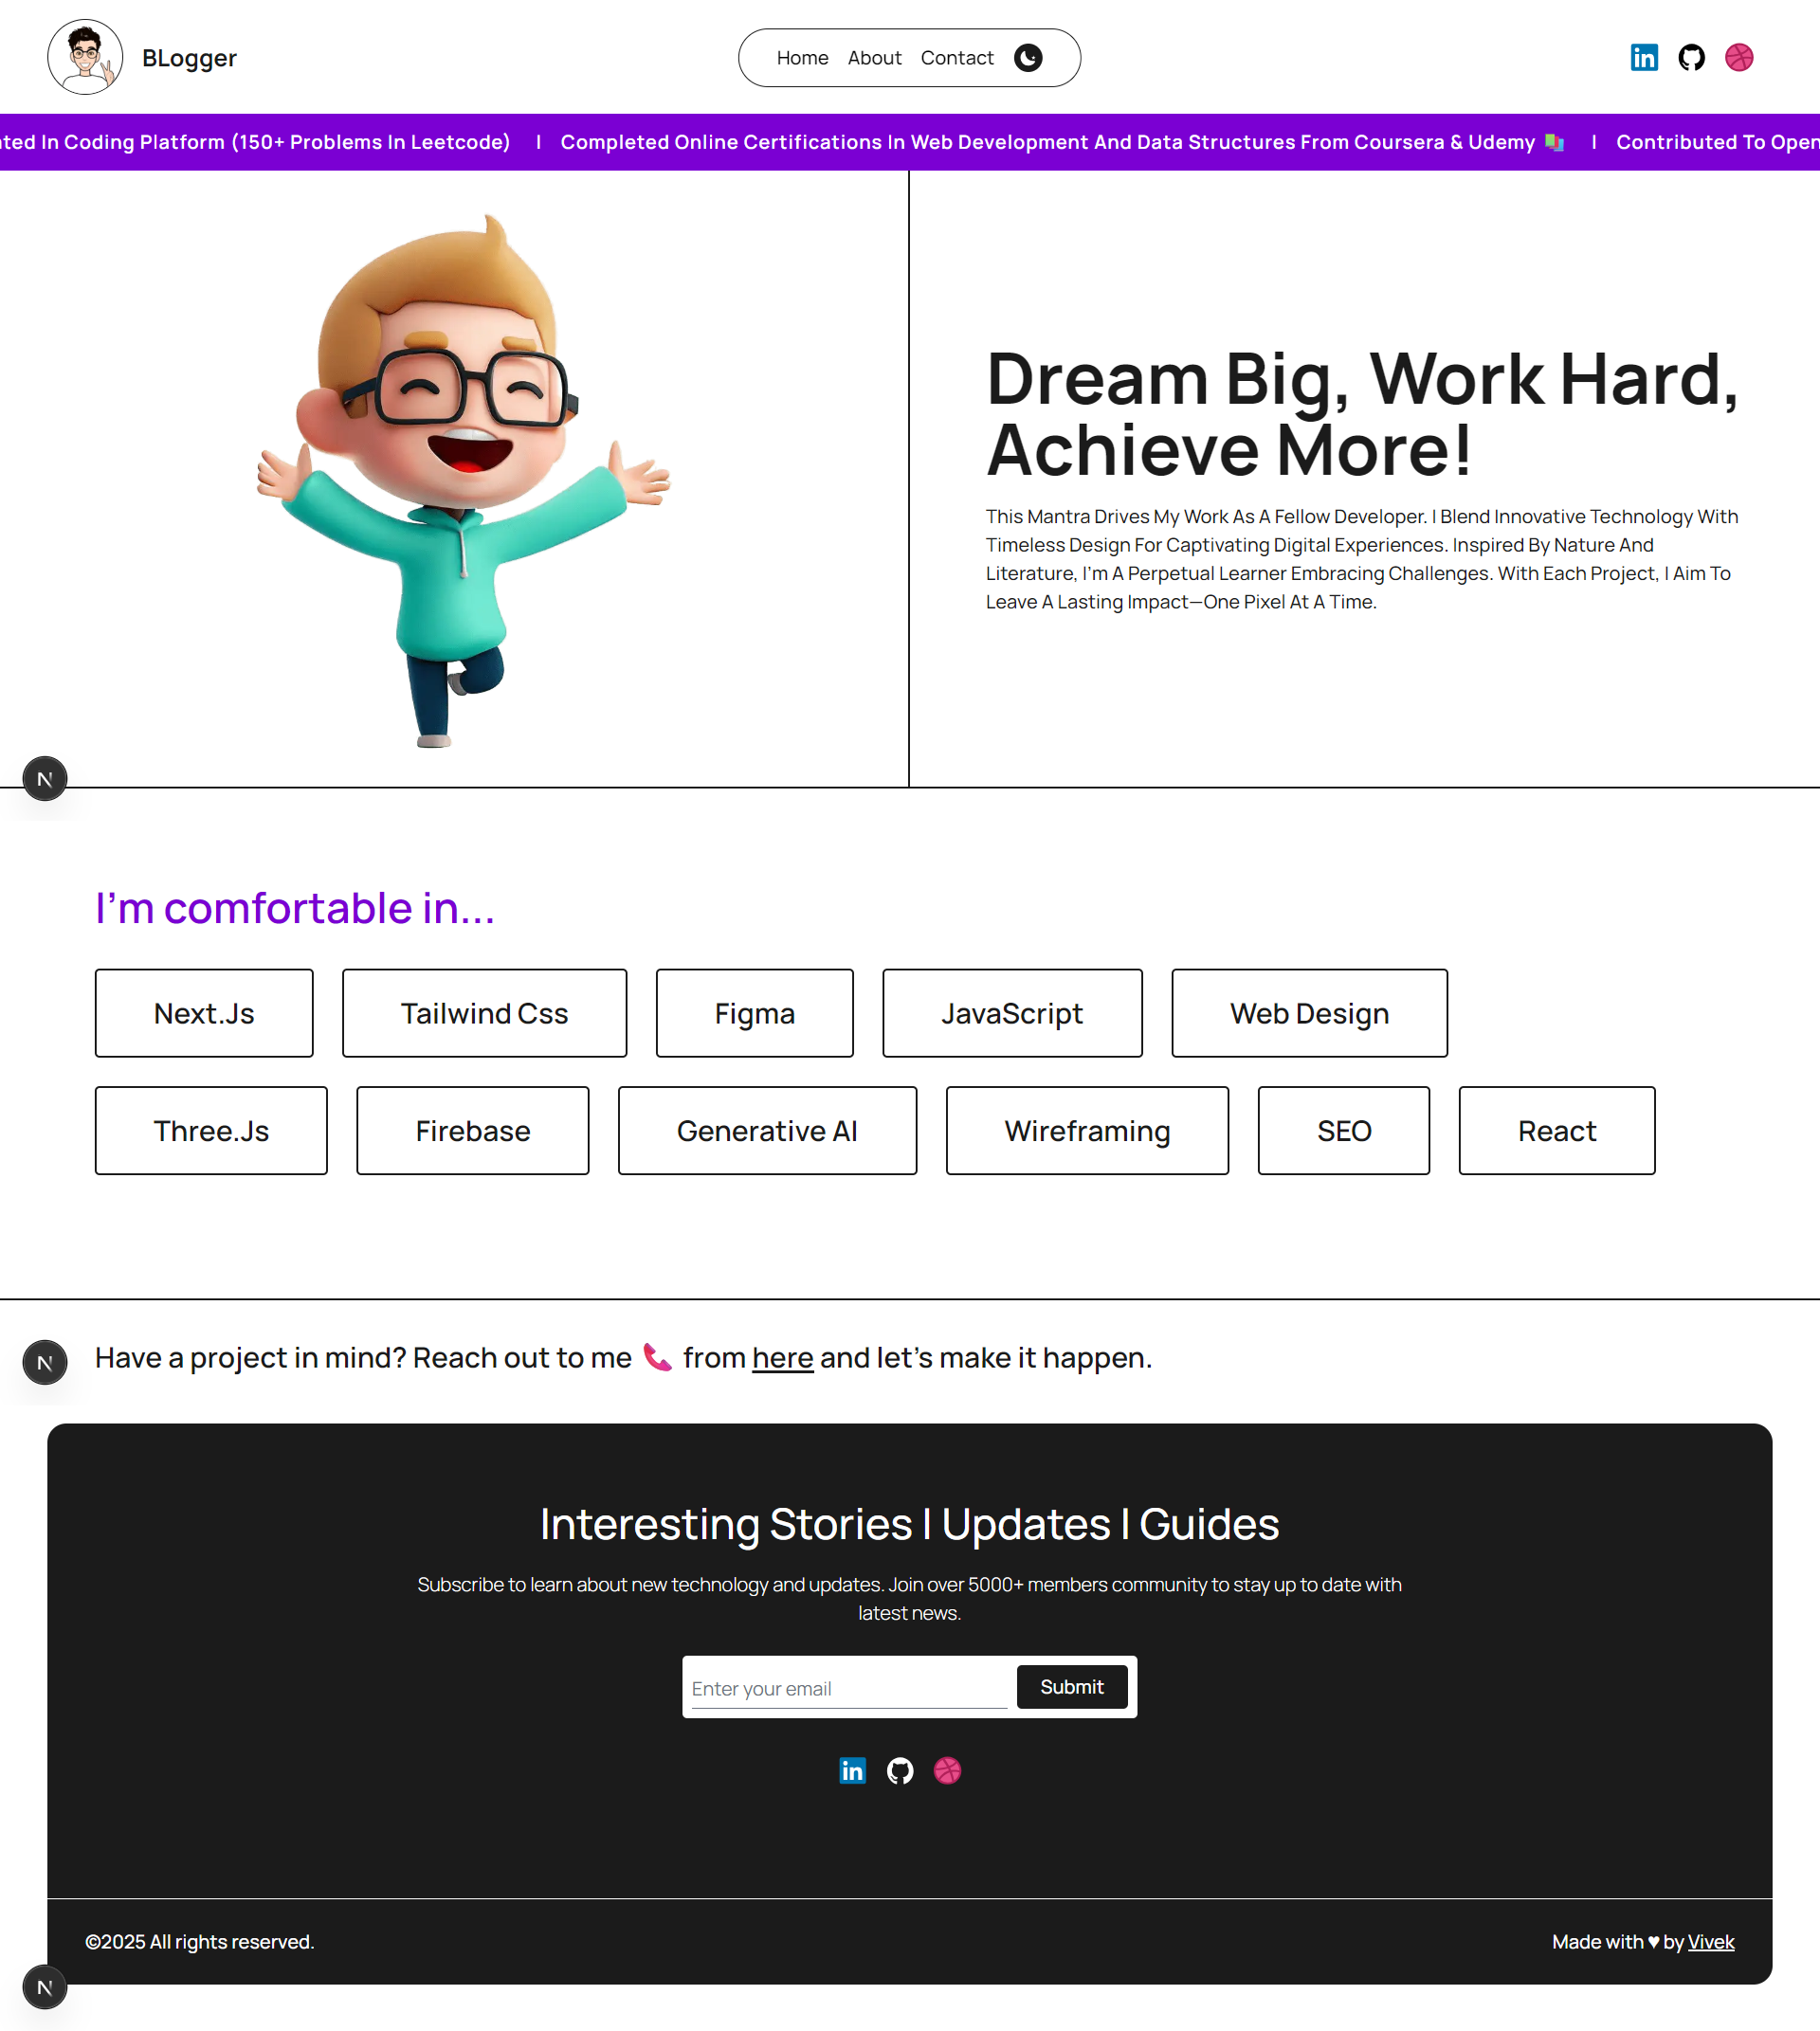 BLogger
Home About Contact
ted In Coding Platform (150+ Problems In Leetcode) | Completed Online Certifications In Web Development And Data Structures From Coursera & Udemy | Contributed To Open
Dream Big, Work Hard,
Achieve More!
This Mantra Drives My Work As A Fellow Developer. I Blend Innovative Technology With
Timeless Design For Captivating Digital Experiences. Inspired By Nature And
Literature, I'm A Perpetual Learner Embracing Challenges. With Each Project, I Aim To
Leave A Lasting Impact—One Pixel At A Time.
N
I'm comfortable in...
Next.Js Tailwind Css Figma JavaScript Web Design
Three.Js Firebase Generative AI Wireframing SEO React
N
Have a project in mind? Reach out to me 📞 from here and let's make it happen.
Interesting Stories | Updates | Guides
Subscribe to learn about new technology and updates. Join over 5000+ members community to stay up to date with
latest news.
Enter your email Submit
in
©2025 All rights reserved. Made with ♥ by Vivek
N